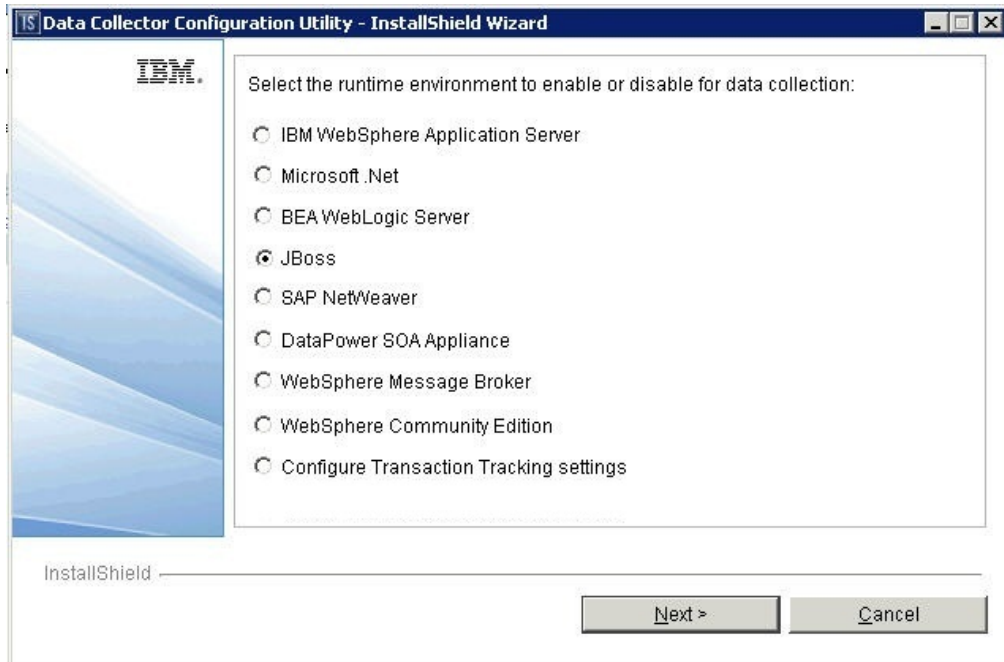 Data Collector Configuration Utility - InstallShield Wizard
IBM.
Select the runtime environment to enable or disable for data collection:
IBM WebSphere Application Server
Microsoft .Net
BEA WebLogic Server
JBoss
SAP NetWeaver
DataPower SOA Appliance
WebSphere Message Broker
WebSphere Community Edition
Configure Transaction Tracking settings
InstallShield
Next >
Cancel